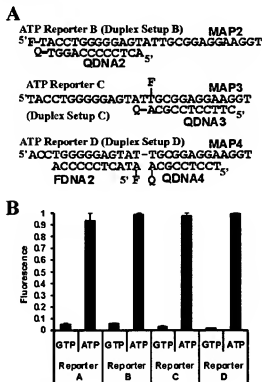 A
ATP Reporter B (Duplex Setup B) MAP2
5' F-TACCTGGGGGAGTATTGCGGAGGAAGGT
Q-TGGACCCCCTCA5'
QDNA2
ATP Reporter C F MAP3
TACCTGGGGGAGTATTGCGGAGGAAGGT
5' Q-ACGCCTCCTTC5'
(Duplex Setup C) QDNA3
ATP Reporter D (Duplex Setup D) MAP4
5'ACCTGGGGGAGTAT-TGCGGAGGAAGGT
ACCCCCTCATA ACGCCTCCT5'
FDNA2 5'F Q QDNA4
B
Fluorescence
1
0.9
0.8
0.7
0.6
0.5
0.4
0.3
0.2
0.1
0
GTP ATP GTP ATP GTP ATP GTP ATP
Reporter Reporter Reporter Reporter
A B C D